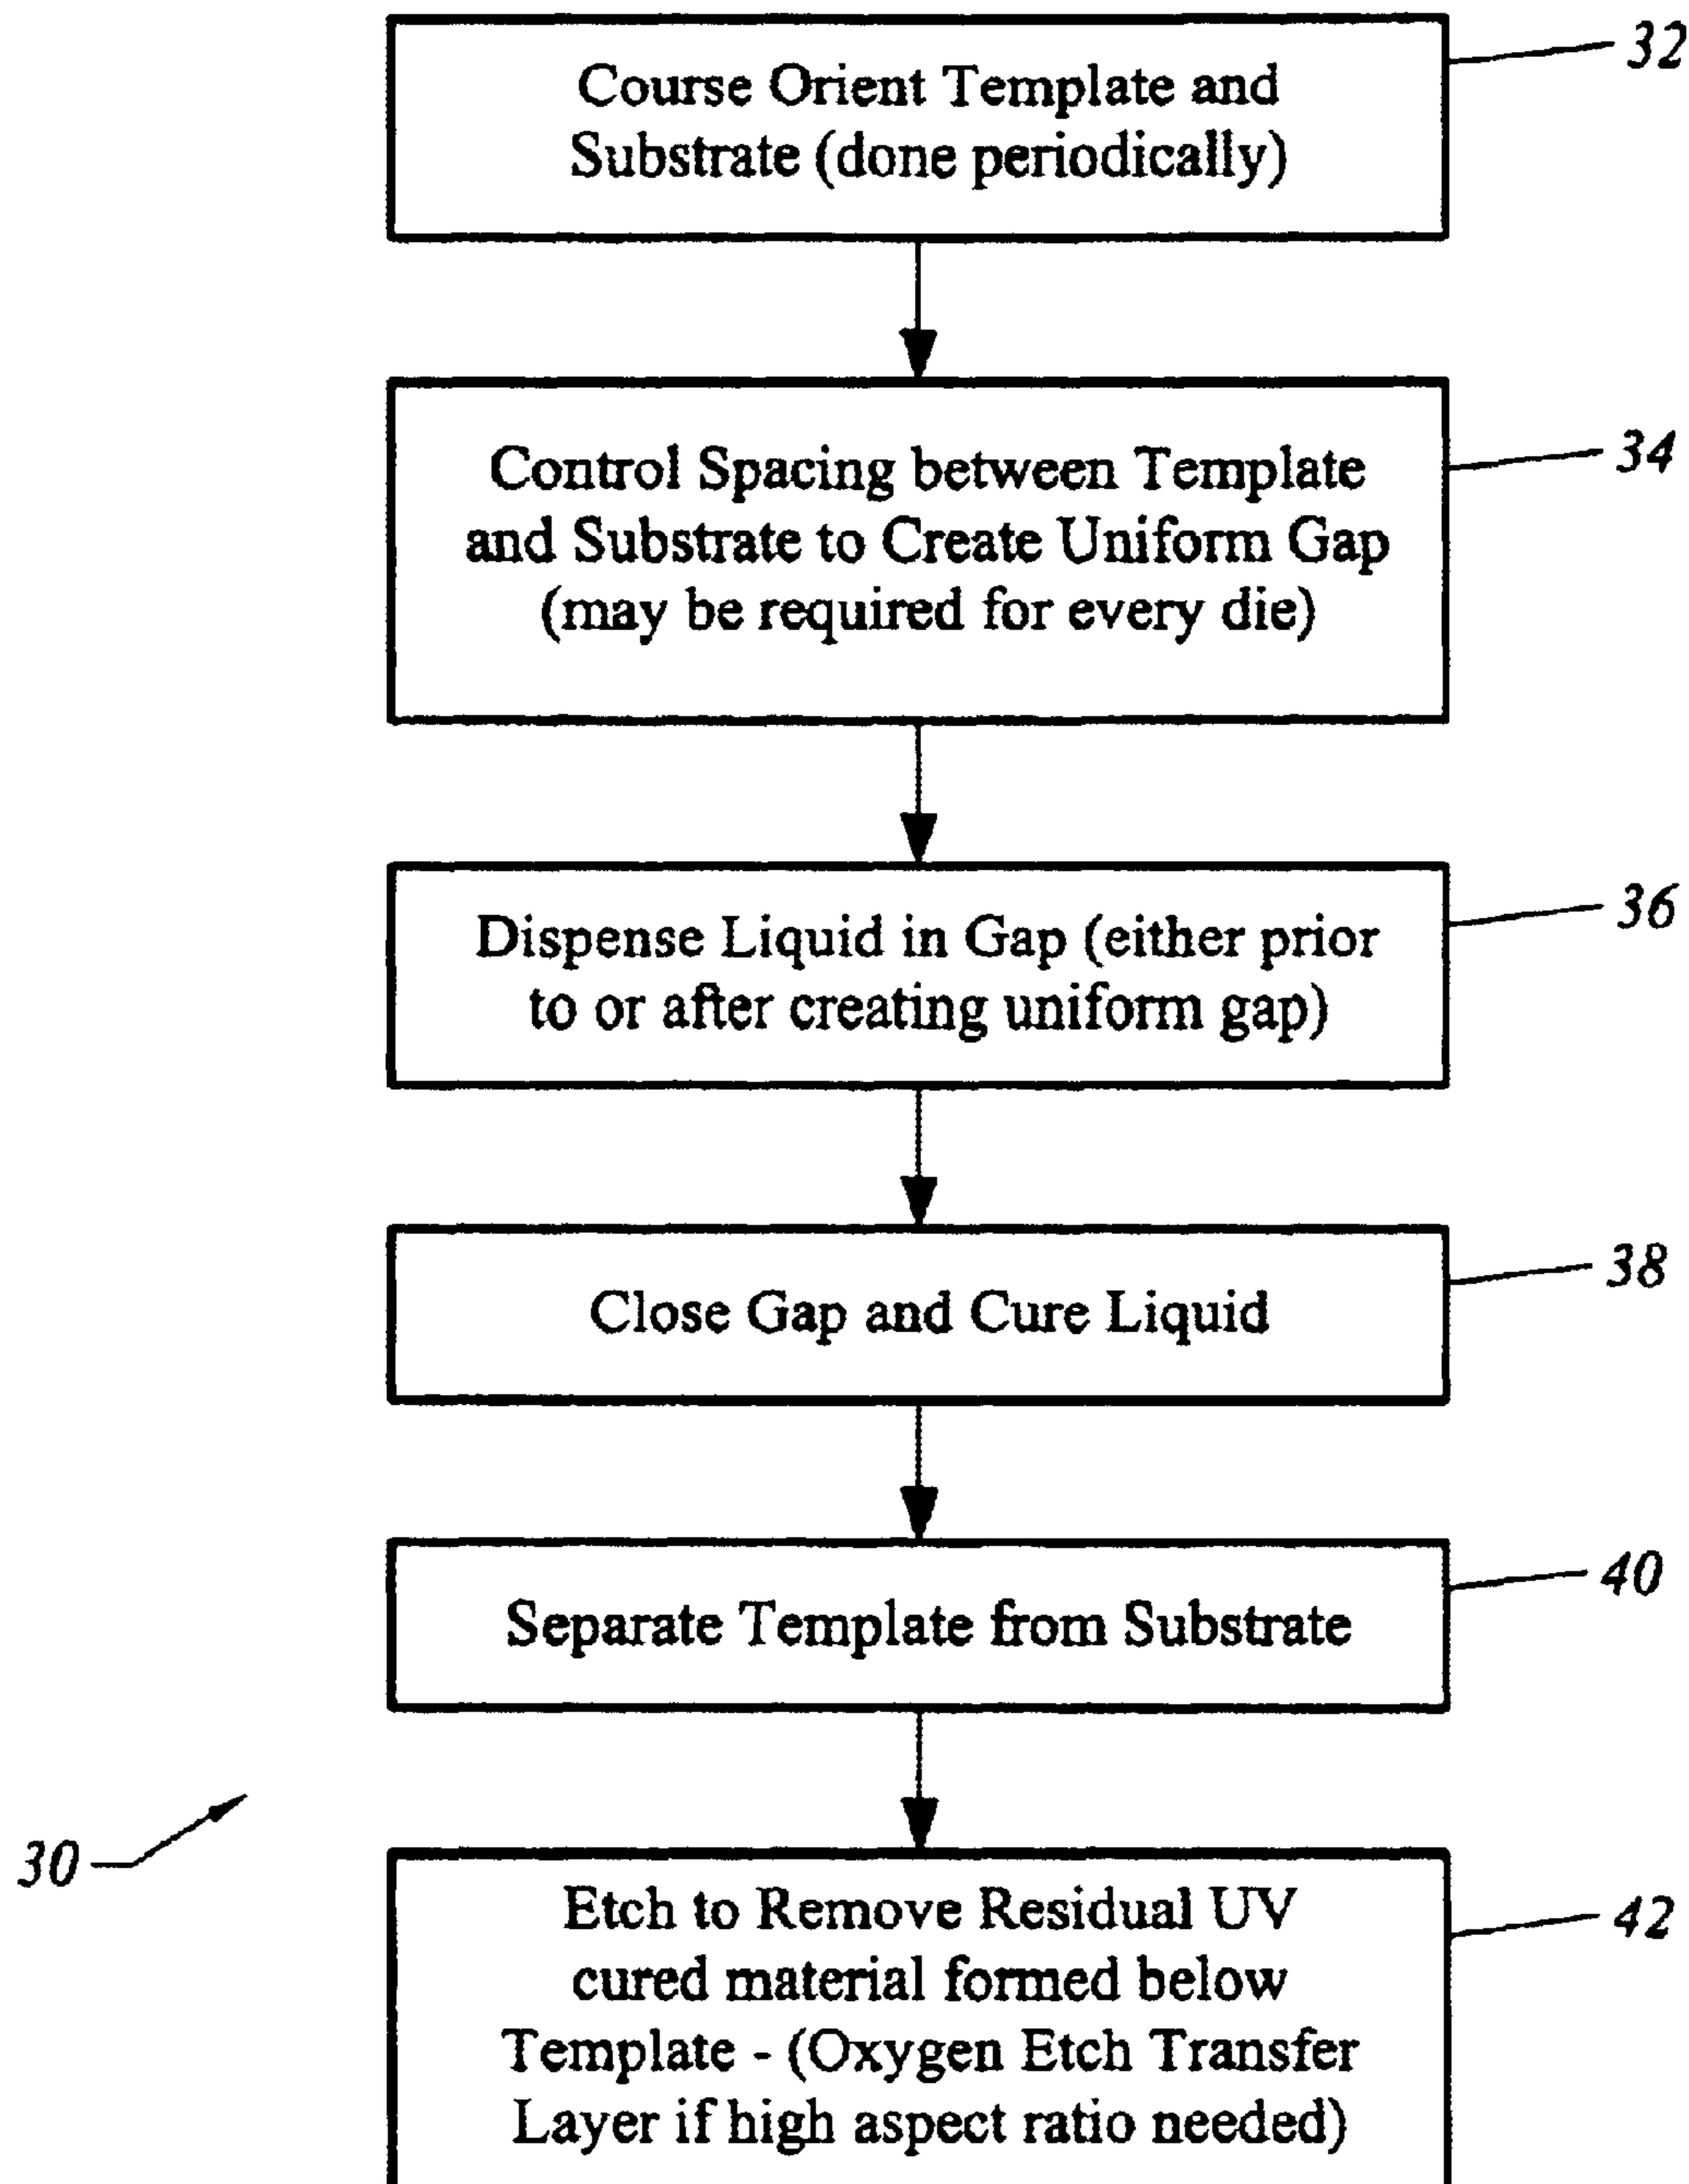 Course Orient Template and
Substrate (done periodically)
32
Control Spacing between Template
and Substrate to Create Uniform Gap
(may be required for every die)
34
Dispense Liquid in Gap (either prior
to or after creating uniform gap)
36
Close Gap and Cure Liquid
38
Separate Template from Substrate
40
30
Etch to Remove Residual UV
cured material formed below
Template - (Oxygen Etch Transfer
Layer if high aspect ratio needed)
42